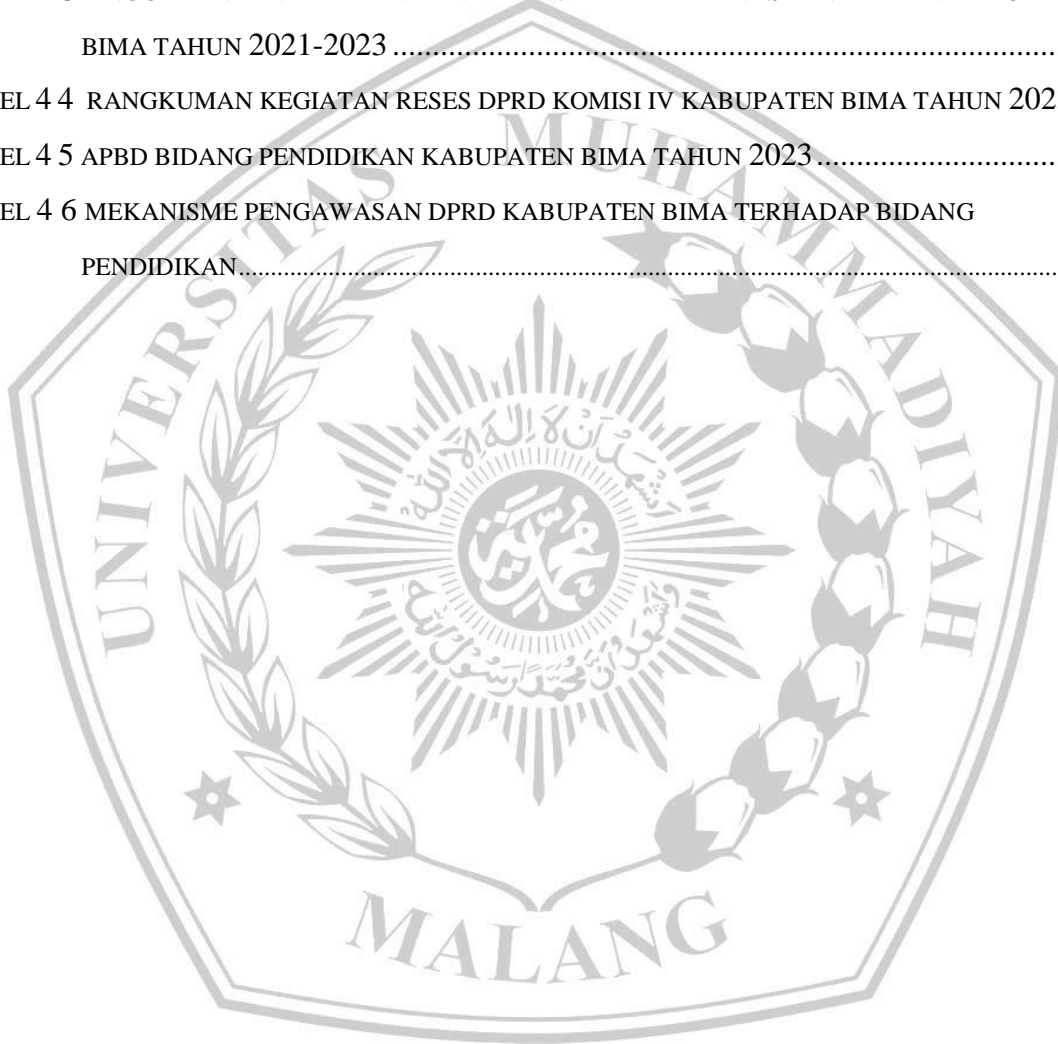 BIMA TAHUN 2021-2023
EL 4 4 RANGKUMAN KEGIATAN RESES DPRD KOMISI IV KABUPATEN BIMA TAHUN 202
EL 4 5 APBD BIDANG PENDIDIKAN KABUPATEN BIMA TAHUN 2023
EL 4 6 MEKANISME PENGAWASAN DPRD KABUPATEN BIMA TERHADAP BIDANG
PENDIDIKAN
UNIVERSITAS MUHAMMADIYAH
MALANG